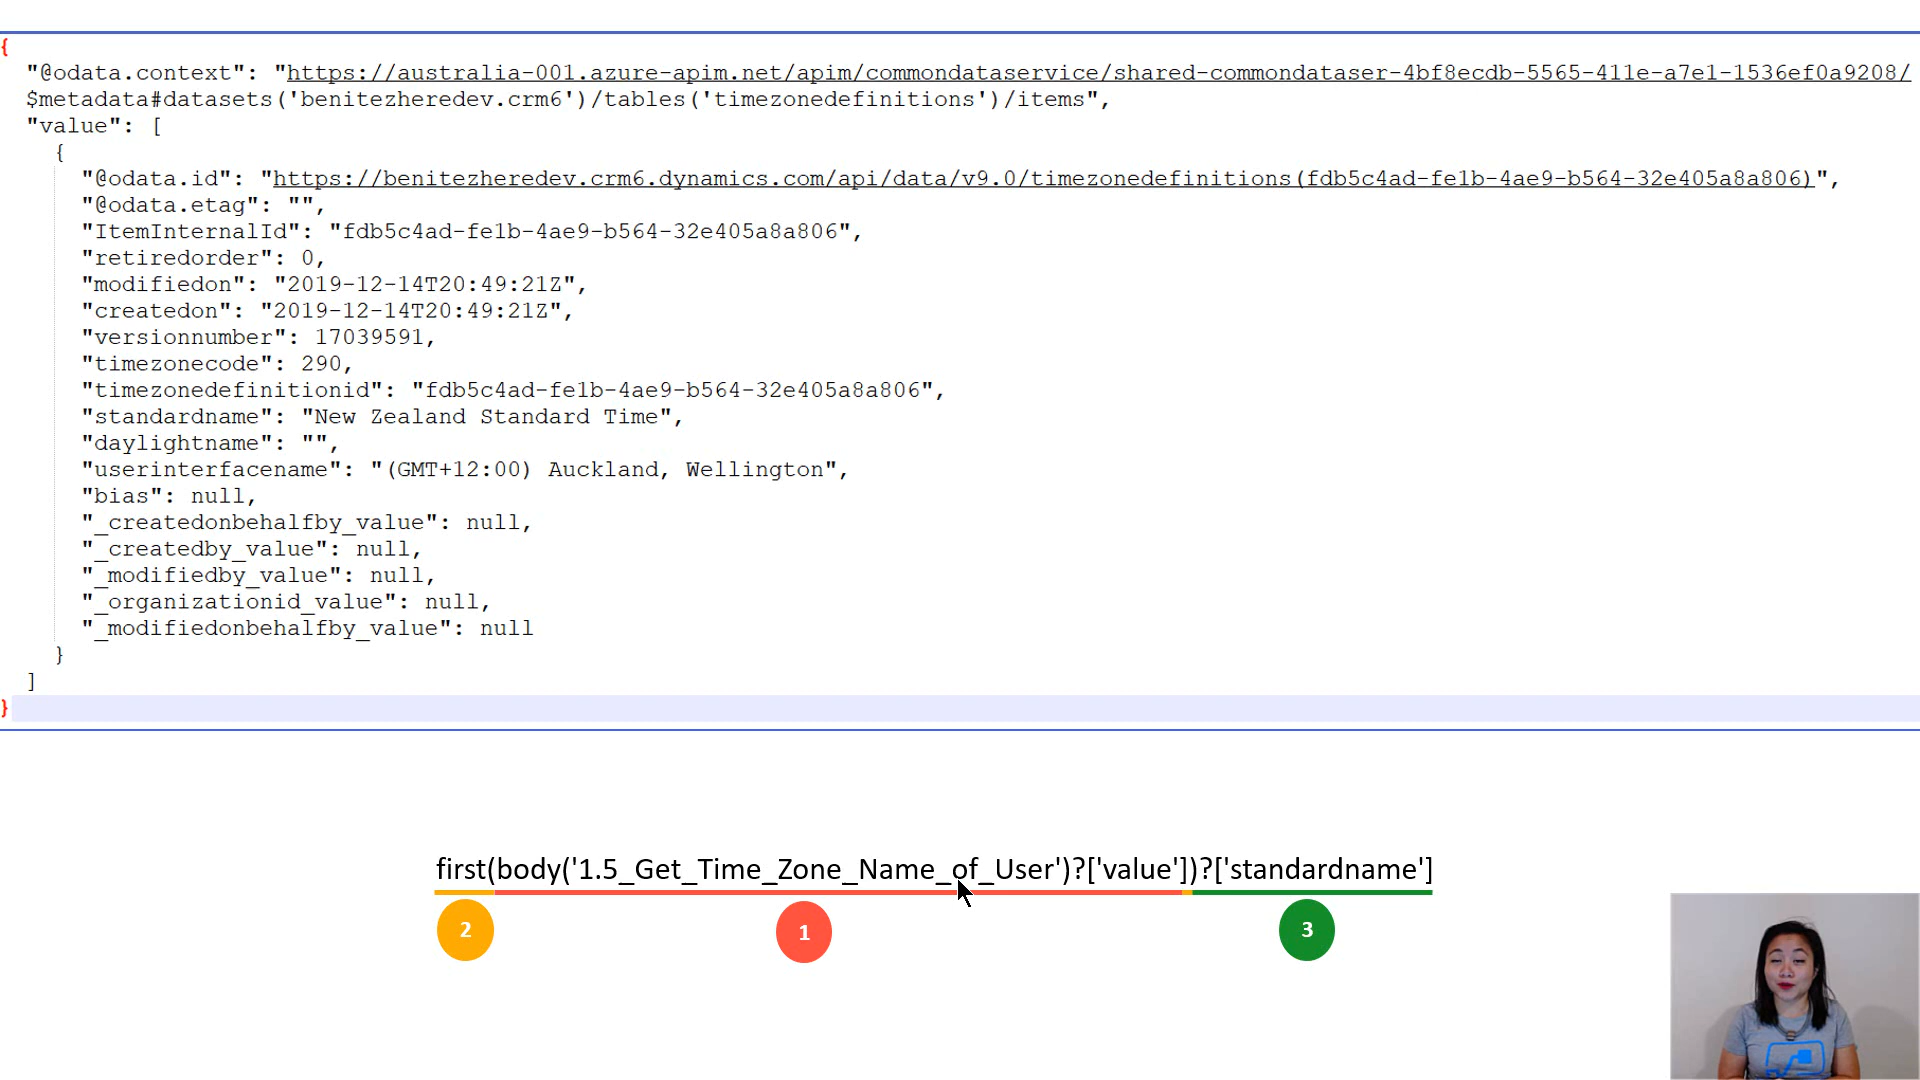 {
"@odata.context": "https://australia-001.azure-apim.net/apim/commondataservice/shared-commondataser-4bf8ecdb-5565-411e-a7e1-1536ef0a9208/
$metadata#datasets('benitezheredev.crm6')/tables('timezonedefinitions')/items",
"value": [
{
"@odata.id": "https://benitezheredev.crm6.dynamics.com/api/data/v9.0/timezonedefinitions(fdb5c4ad-fe1b-4ae9-b564-32e405a8a806)",
"@odata.etag": "",
"ItemInternalId": "fdb5c4ad-fe1b-4ae9-b564-32e405a8a806",
"retiredorder": 0,
"modifiedon": "2019-12-14T20:49:21Z",
"createdon": "2019-12-14T20:49:21Z",
"versionnumber": 17039591,
"timezonecode": 290,
"timezonedefinitionid": "fdb5c4ad-fe1b-4ae9-b564-32e405a8a806",
"standardname": "New Zealand Standard Time",
"daylightname": "",
"userinterfacename": "(GMT+12:00) Auckland, Wellington",
"bias": null,
"_createdonbehalfby_value": null,
"_createdby_value": null,
"_modifiedby_value": null,
"_organizationid_value": null,
"_modifiedonbehalfby_value": null
}
]
}
first(body('1.5_Get_Time_Zone_Name_of_User')?['value'])?['standardname']
2 1 3